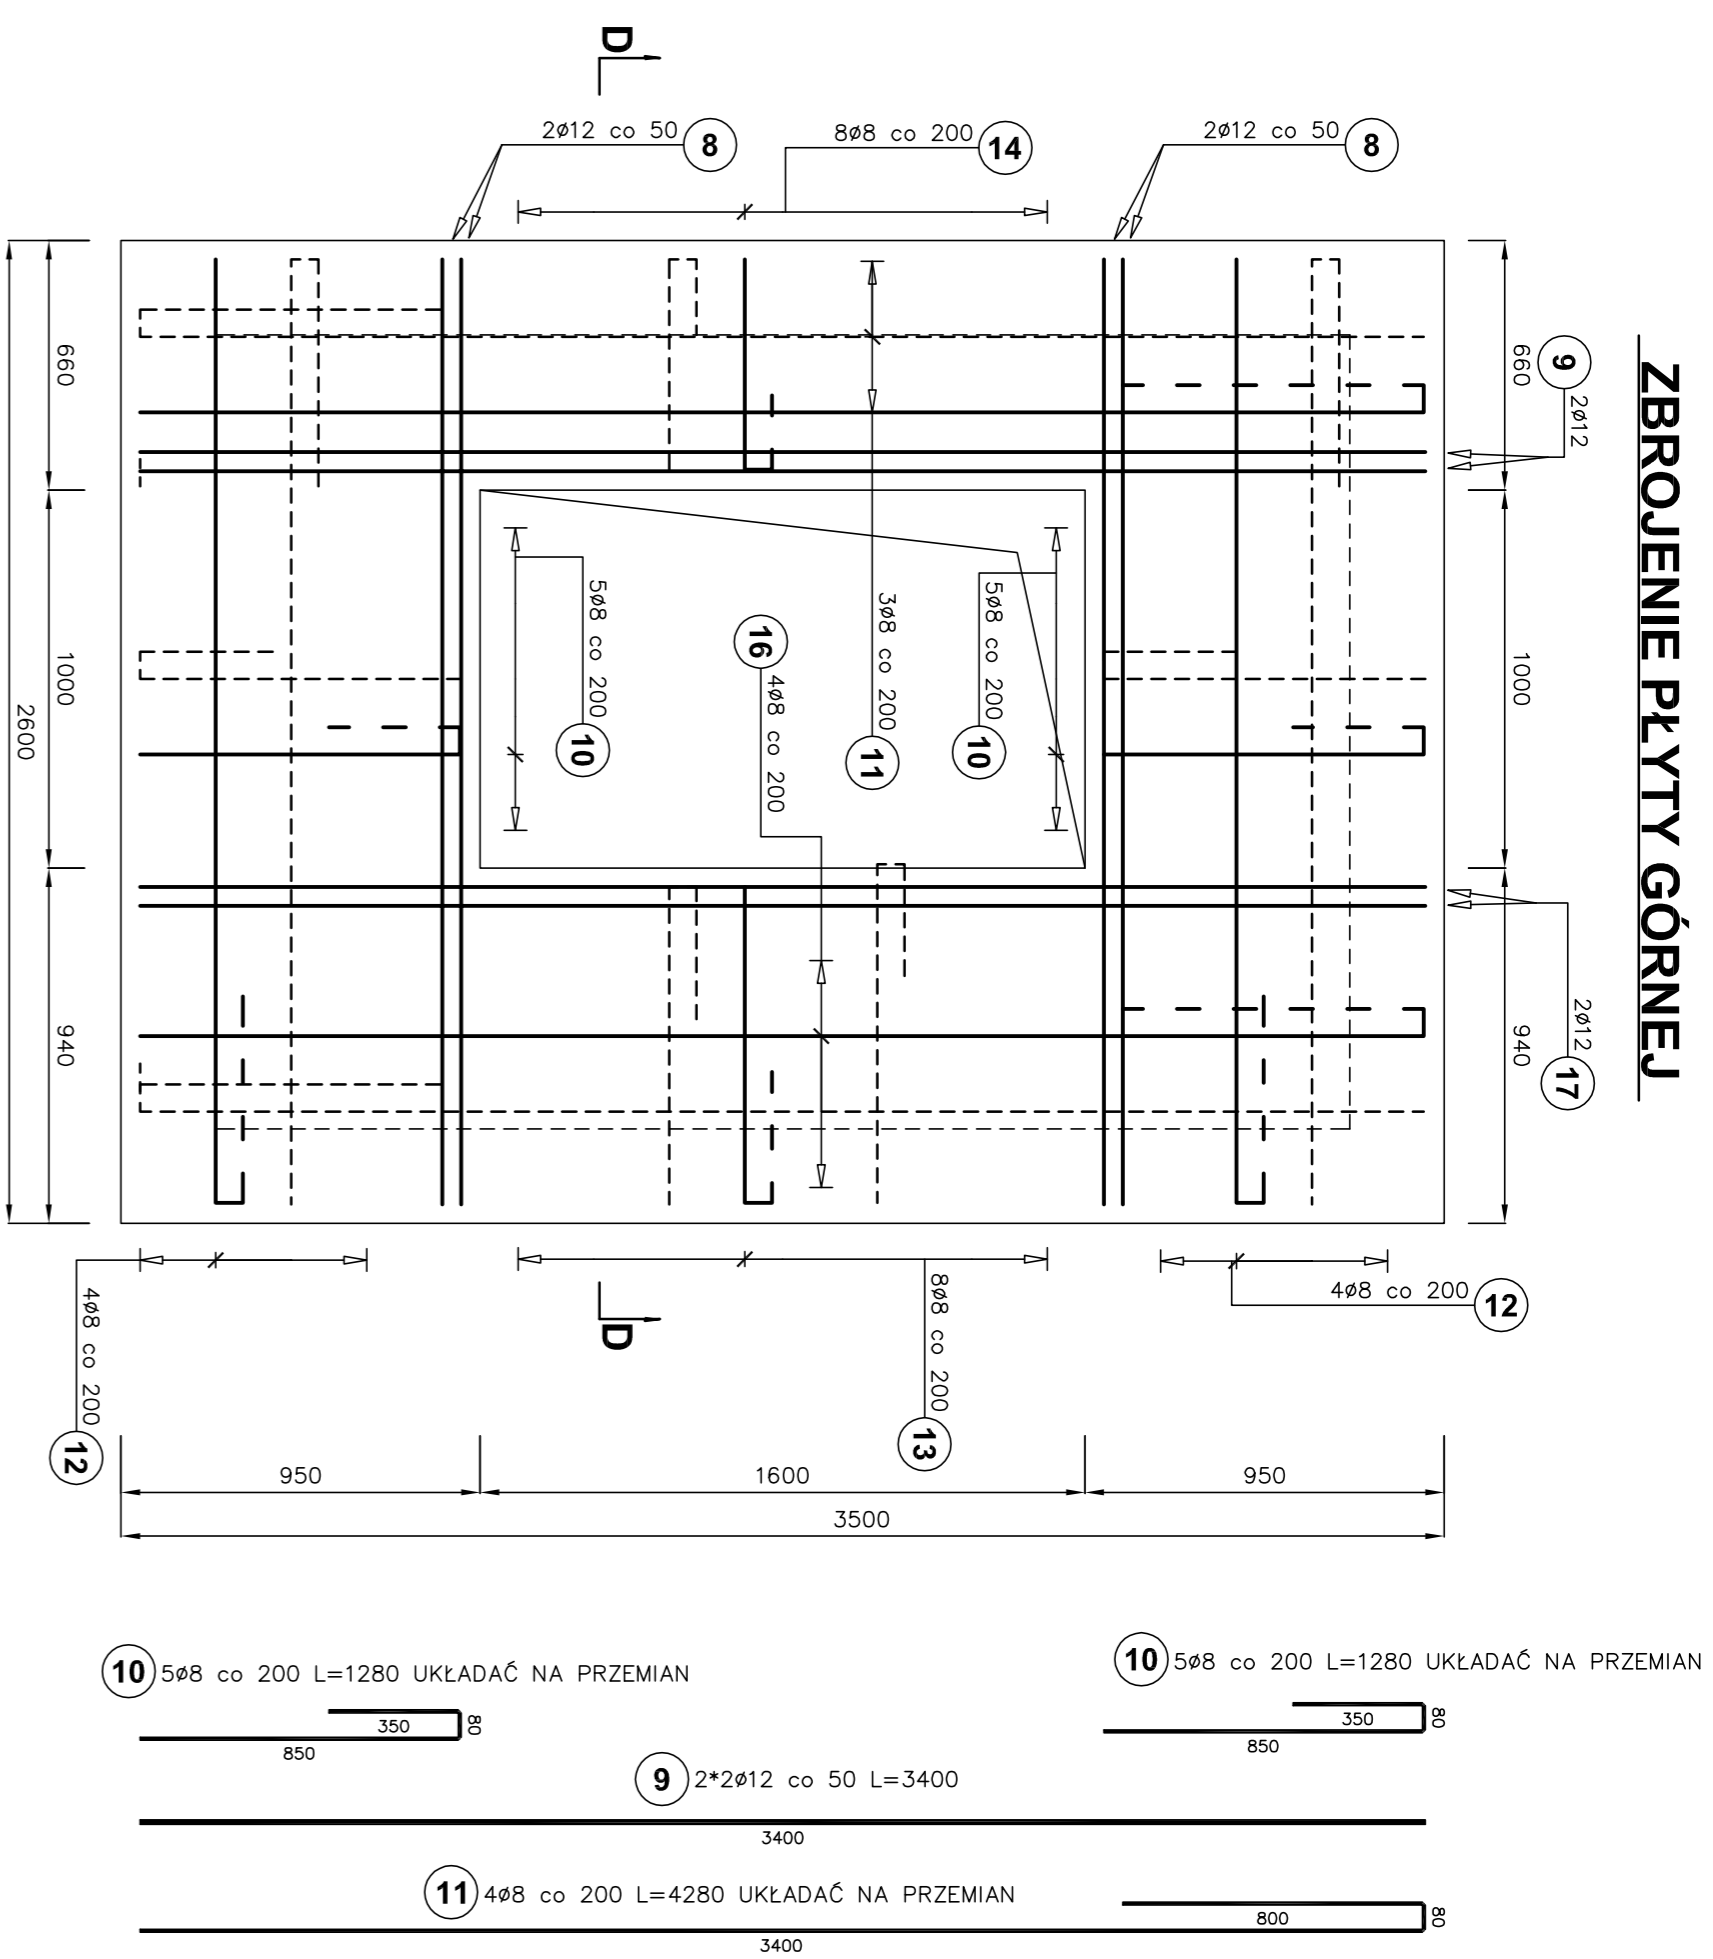 ZBROJENIE PŁYTY GÓRNEJ
D
2ø12 co 50 8
8ø8 co 200 14
2ø12 co 50 8
9 2ø12
660
1000
940
2600
660
1000
940
2ø12 17
5ø8 co 200 10
16 4ø8 co 200
3ø8 co 200 11
5ø8 co 200 10
4ø8 co 200 12
D
8ø8 co 200 13
4ø8 co 200 12
950
1600
950
3500
10 5ø8 co 200 L=1280 UKŁADAĆ NA PRZEMIAN
350
80
850
10 5ø8 co 200 L=1280 UKŁADAĆ NA PRZEMIAN
350
80
850
9 2*2ø12 co 50 L=3400
3400
11 4ø8 co 200 L=4280 UKŁADAĆ NA PRZEMIAN
800
80
3400